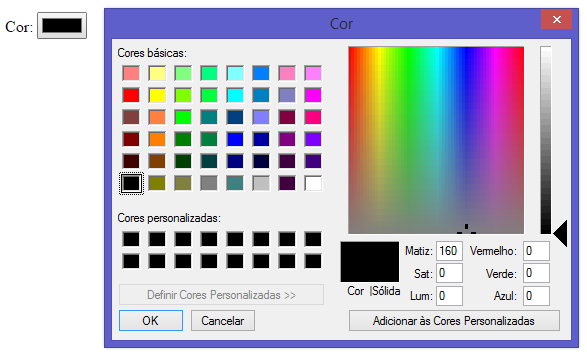 Cor:
Cor
Cores básicas:
Cores personalizadas:
Definir Cores Personalizadas >>
OK
Cancelar
Cor |Sólida
Matiz: 160
Sat: 0
Lum: 0
Vermelho: 0
Verde: 0
Azul: 0
Adicionar às Cores Personalizadas